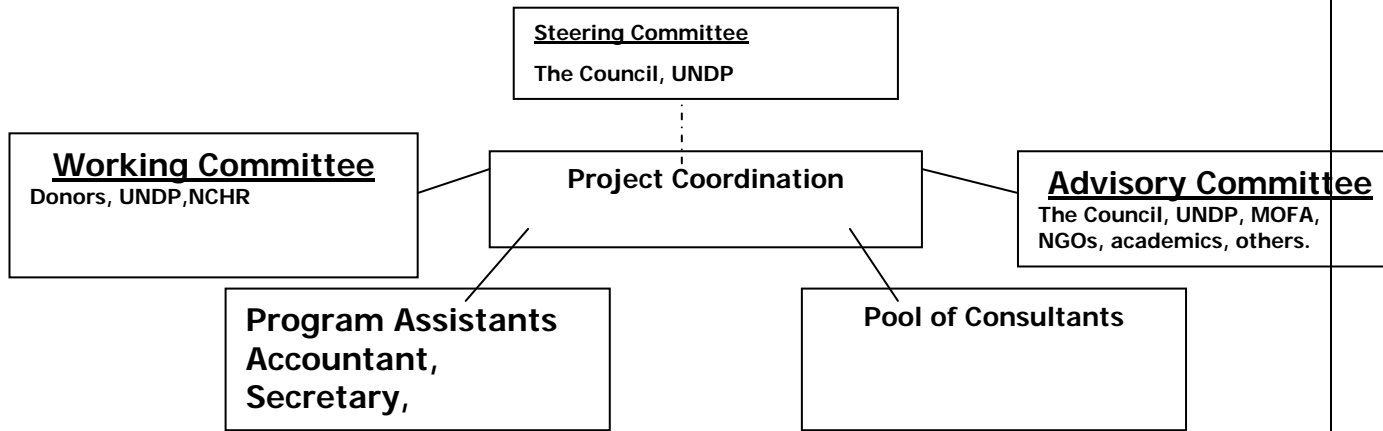 Steering Committee
The Council, UNDP
Working Committee
Donors, UNDP,NCHR
Project Coordination
Advisory Committee
The Council, UNDP, MOFA,
NGOs, academics, others.
Program Assistants
Accountant,
Secretary,
Pool of Consultants